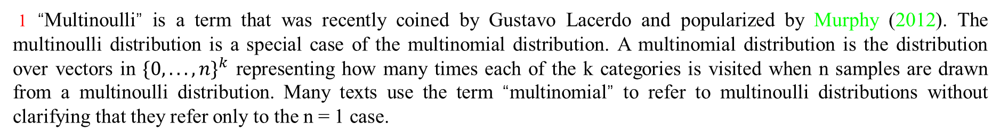 1 “Multinoulli” is a term that was recently coined by Gustavo Lacerdo and popularized by Murphy (2012). The
multinoulli distribution is a special case of the multinomial distribution. A multinomial distribution is the distribution
over vectors in {0,...,n}^k representing how many times each of the k categories is visited when n samples are drawn
from a multinoulli distribution. Many texts use the term “multinomial” to refer to multinoulli distributions without
clarifying that they refer only to the n = 1 case.